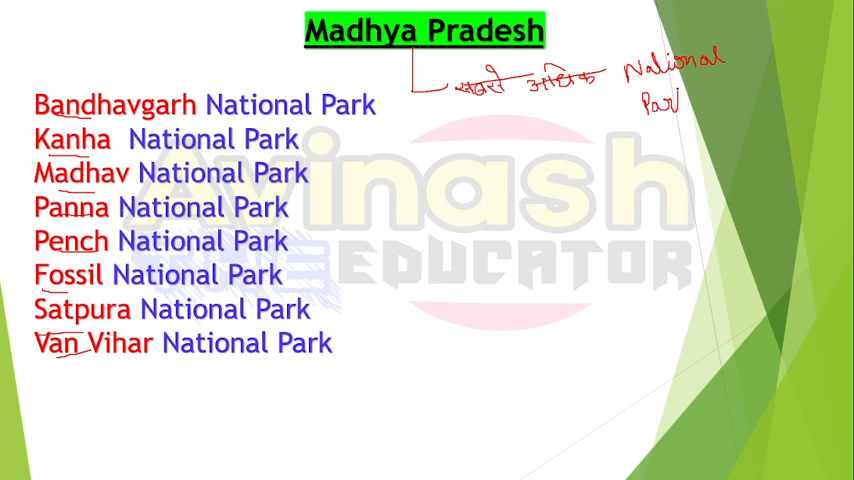 Madhya Pradesh
सबसे अधिक National
Par
Bandhavgarh National Park
Kanha National Park
Madhav National Park
Panna National Park
Pench National Park
Fossil National Park
Satpura National Park
Van Vihar National Park
Avinash
EDUCATOR